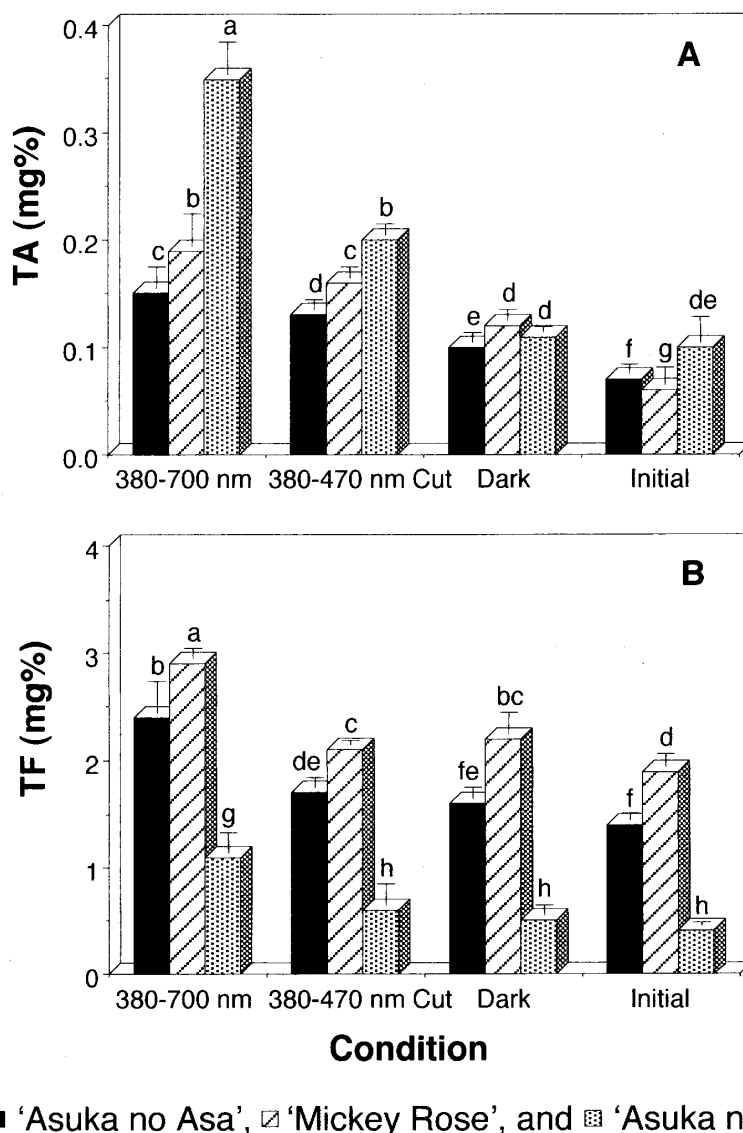 A
TA (mg%)
0.4
0.3
0.2
0.1
0.0
c b a
d c b
e d d
f g de
380-700 nm 380-470 nm Cut Dark Initial
B
TF (mg%)
4
3
2
1
0
b a g
de c h
fe bc h
f d h
380-700 nm 380-470 nm Cut Dark Initial
Condition
'Asuka no Asa', 'Mickey Rose', and 'Asuka n